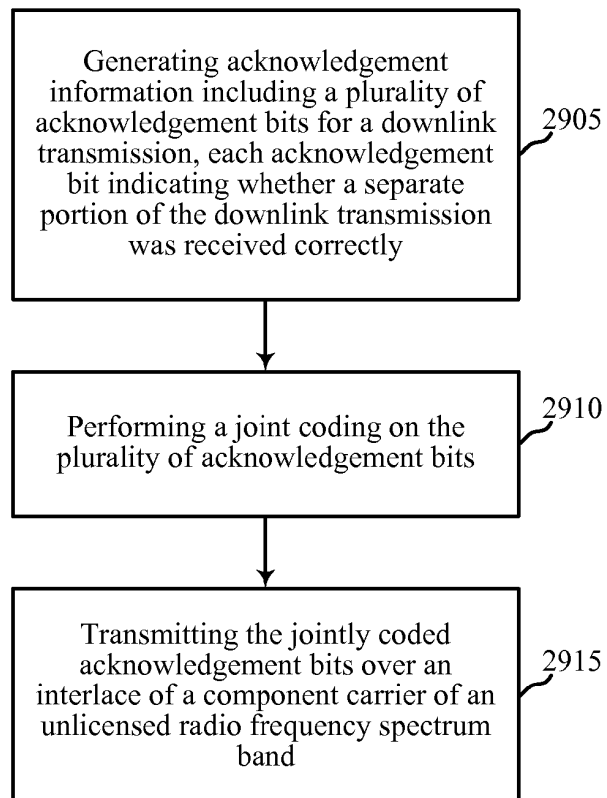 Generating acknowledgement
information including a plurality of
acknowledgement bits for a downlink
transmission, each acknowledgement
bit indicating whether a separate
portion of the downlink transmission
was received correctly
2905
Performing a joint coding on the
plurality of acknowledgement bits
2910
Transmitting the jointly coded
acknowledgement bits over an
interlace of a component carrier of an
unlicensed radio frequency spectrum
band
2915